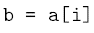 b = a[i]